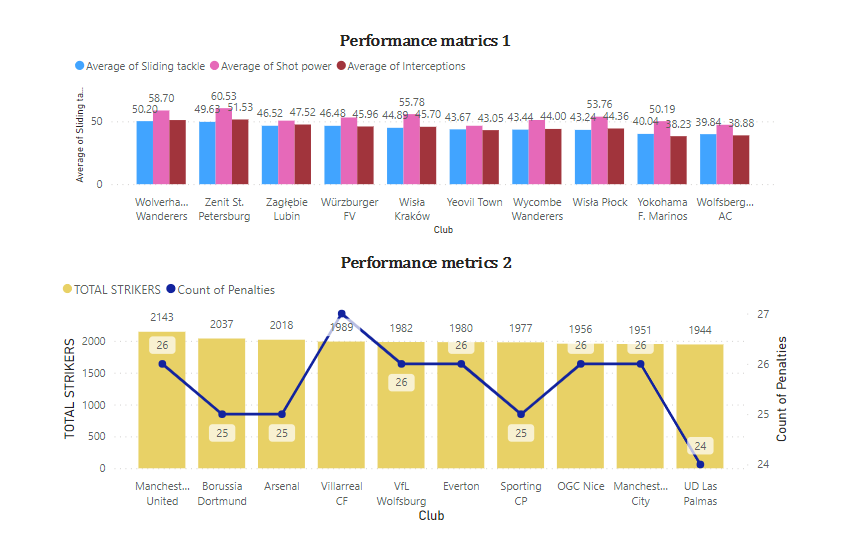 Performance matrics 1
Average of Sliding tackle Average of Shot power Average of Interceptions
Average of Sliding ta...
50
0
50.20 58.70 49.63 60.53 51.53 46.52 47.52 46.48 45.96 44.89 55.78 45.70 43.67 43.05 43.44 44.00 43.24 53.76 44.36 40.04 50.19 38.23 39.84 38.88
Wolverha... Zenit St. Zagłębie Würzburger Wisła Yeovil Town Wycombe Wisła Płock Yokohama Wolfsberg...
Wanderers Petersburg Lubin FV Kraków Wanderers F. Marinos AC
Club
Performance metrics 2
TOTAL STRIKERS Count of Penalties
TOTAL STRIKERS
2000
1500
1000
500
0
2143 2037 2018 1989 1982 1980 1977 1956 1951 1944
26 25 25 26 26 25 26 26 24
27
26
25
24
Count of Penalties
Manchest... Borussia Arsenal Villarreal VfL Everton Sporting OGC Nice Manchest... UD Las
United Dortmund CF Wolfsburg CP City Palmas
Club